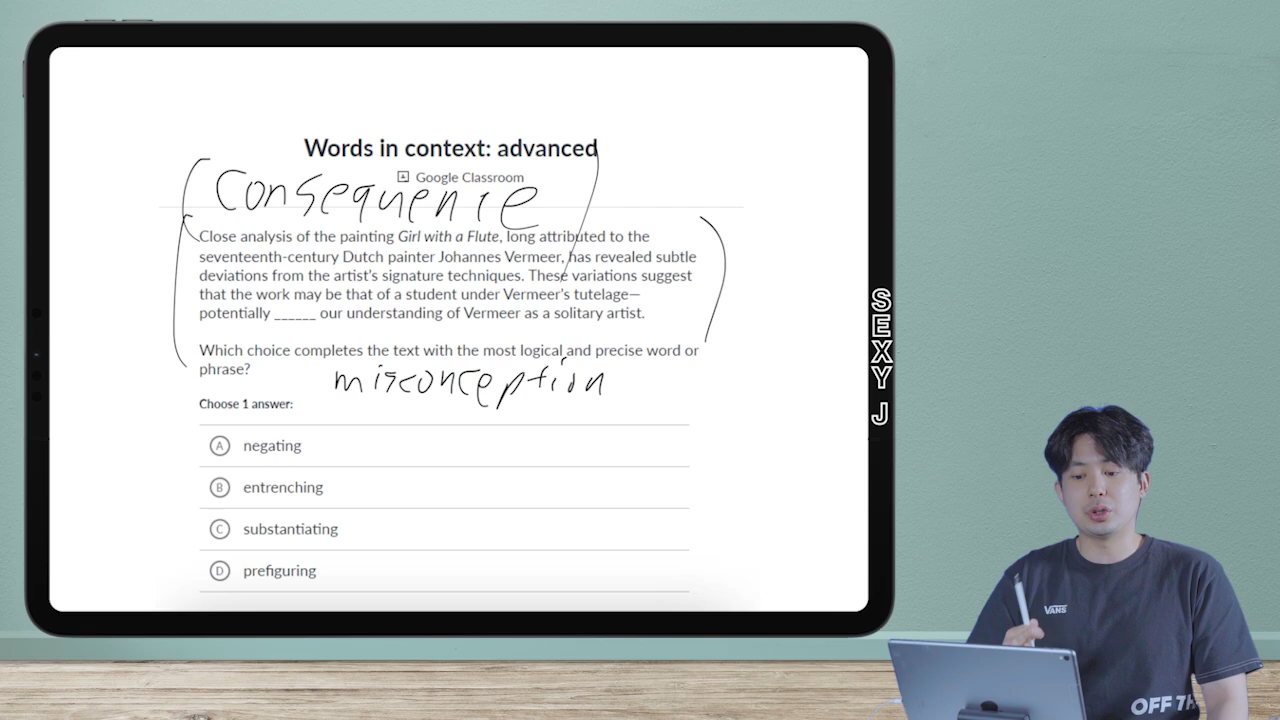 Words in context: advanced
Google Classroom
Consequence
Close analysis of the painting Girl with a Flute, long attributed to the
seventeenth-century Dutch painter Johannes Vermeer, has revealed subtle
deviations from the artist's signature techniques. These variations suggest
that the work may be that of a student under Vermeer's tutelage—
potentially ______ our understanding of Vermeer as a solitary artist.
Which choice completes the text with the most logical and precise word or
phrase?
misconception
Choose 1 answer:
A negating
B entrenching
C substantiating
D prefiguring
SEXY J
VANS
OFF TH